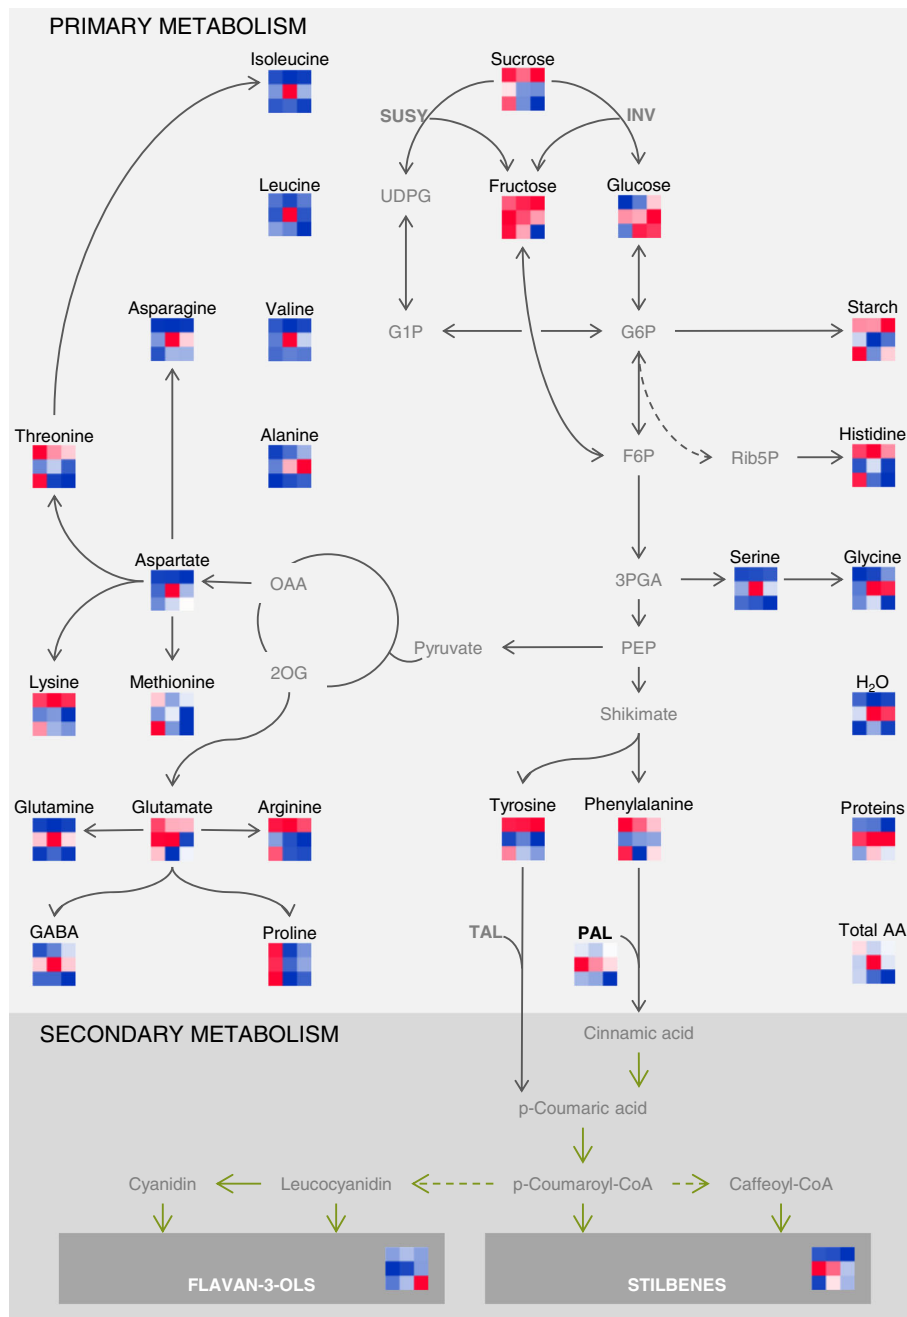 PRIMARY METABOLISM
Isoleucine
Sucrose
SUSY
INV
Leucine
UDPG
Fructose
Glucose
Asparagine
Valine
G1P
G6P
Starch
Threonine
Alanine
F6P
Rib5P
Histidine
Aspartate
OAA
3PGA
Serine
Glycine
Pyruvate
PEP
Lysine
Methionine
2OG
H2O
Shikimate
Glutamine
Glutamate
Arginine
Tyrosine
Phenylalanine
Proteins
GABA
Proline
TAL
PAL
Total AA
SECONDARY METABOLISM
Cinnamic acid
p-Coumaric acid
Cyanidin
Leucocyanidin
p-Coumaroyl-CoA
Caffeoyl-CoA
FLAVAN-3-OLS
STILBENES